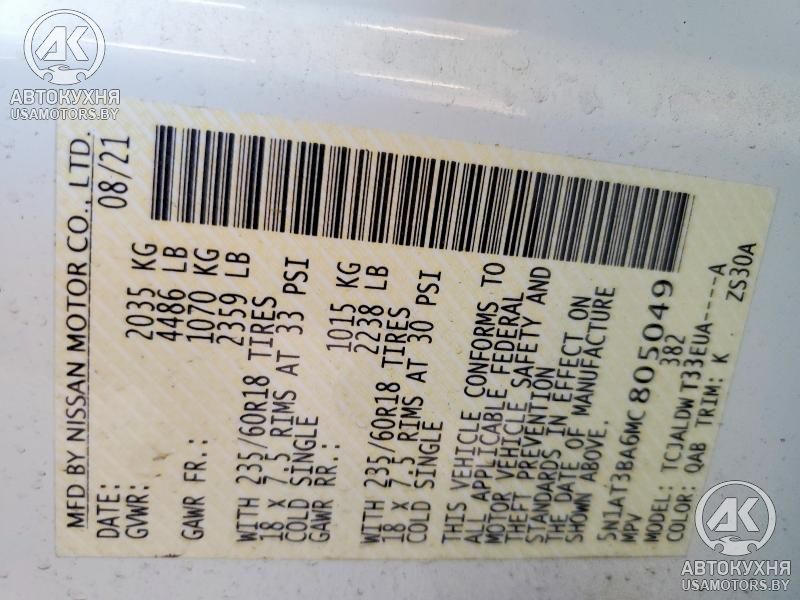 АВТОКУХНЯ
USAMOTORS.BY
MFD BY NISSAN MOTOR CO., LTD.
DATE: 08/21
GVWR: 2035 KG
4486 LB
GAWR FR.: 1070 KG
2359 LB
WITH 235/60R18 TIRES
18 X 7.5 RIMS AT 33 PSI
COLD SINGLE
GAWR RR.: 1015 KG
2238 LB
WITH 235/60R18 TIRES
18 X 7.5 RIMS AT 30 PSI
COLD SINGLE
THIS VEHICLE CONFORMS TO
ALL APPLICABLE FEDERAL
MOTOR VEHICLE SAFETY AND
THEFT PREVENTION
STANDARDS IN EFFECT ON
THE DATE OF MANUFACTURE
SHOWN ABOVE.
5N1AT3BA6MC805049
MPV 382
MODEL: TCJALDWT33EUA----A
COLOR: QAB TRIM: K ZS30A
АВТОКУХНЯ
USAMOTORS.BY